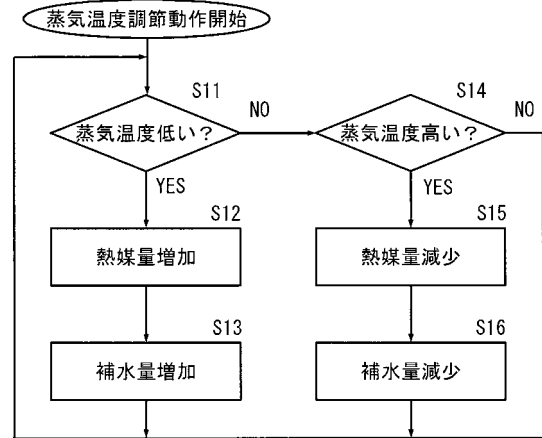 蒸気温度調節動作開始
S11
蒸気温度低い?
NO
S14
蒸気温度高い?
NO
YES
YES
S12
熱媒量増加
S15
熱媒量減少
S13
補水量増加
S16
補水量減少